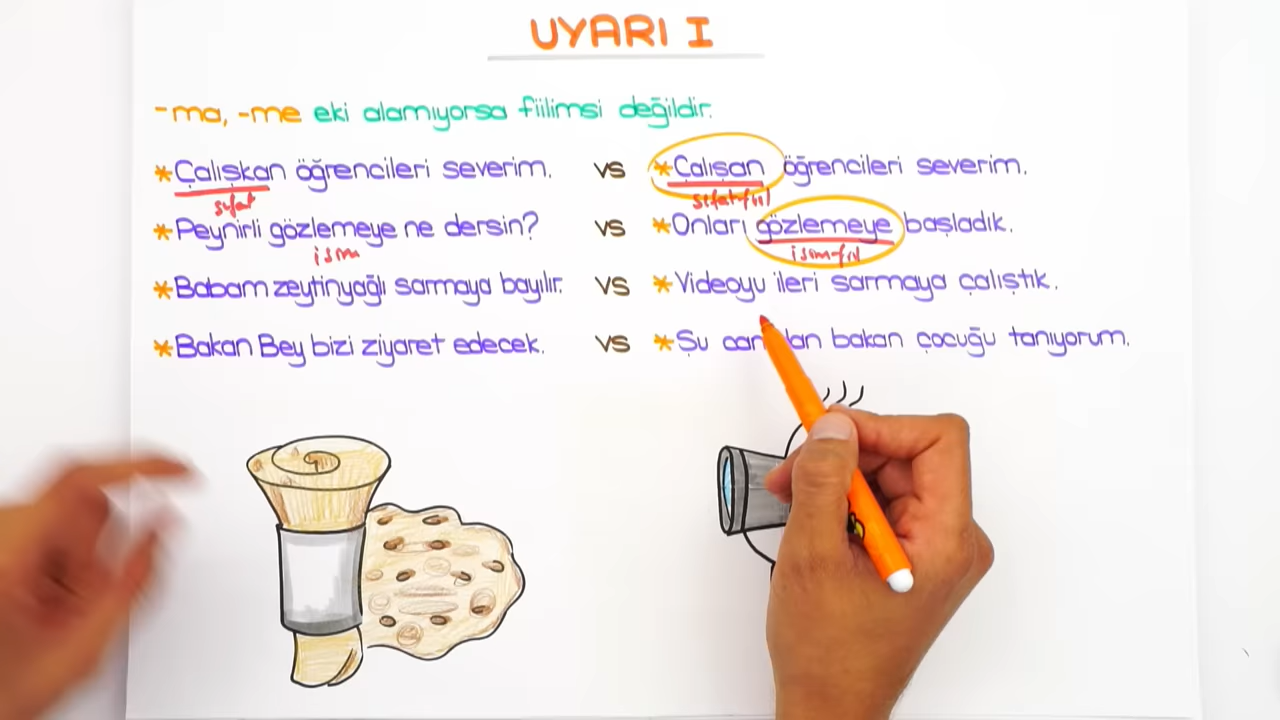 UYARI I
-ma, -me eki alamıyorsa fiilimsi değildir.
*Çalışkan öğrencileri severim. vs *Çalışan öğrencileri severim.
sıfat sıfat-fiil
*Peynirli gözlemeye ne dersin? vs *Onları gözlemeye başladık.
isim isim-fiil
*Babam zeytinyağlı sarmaya bayılır. vs *Videoyu ileri sarmaya çalıştık.
*Bakan Bey bizi ziyaret edecek. vs *Şu bakan çocuğu tanıyorum.